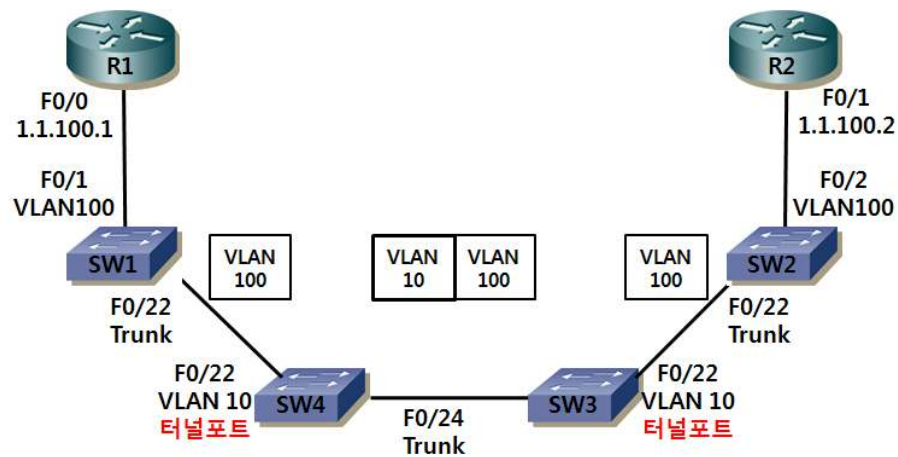 R1
R2
F0/0
1.1.100.1
F0/1
1.1.100.2
F0/1
VLAN100
F0/2
VLAN100
SW1
VLAN
100
VLAN
10
VLAN
100
VLAN
100
SW2
F0/22
Trunk
F0/22
Trunk
F0/22
VLAN 10
터널포트
SW4
F0/24
Trunk
SW3
F0/22
VLAN 10
터널포트